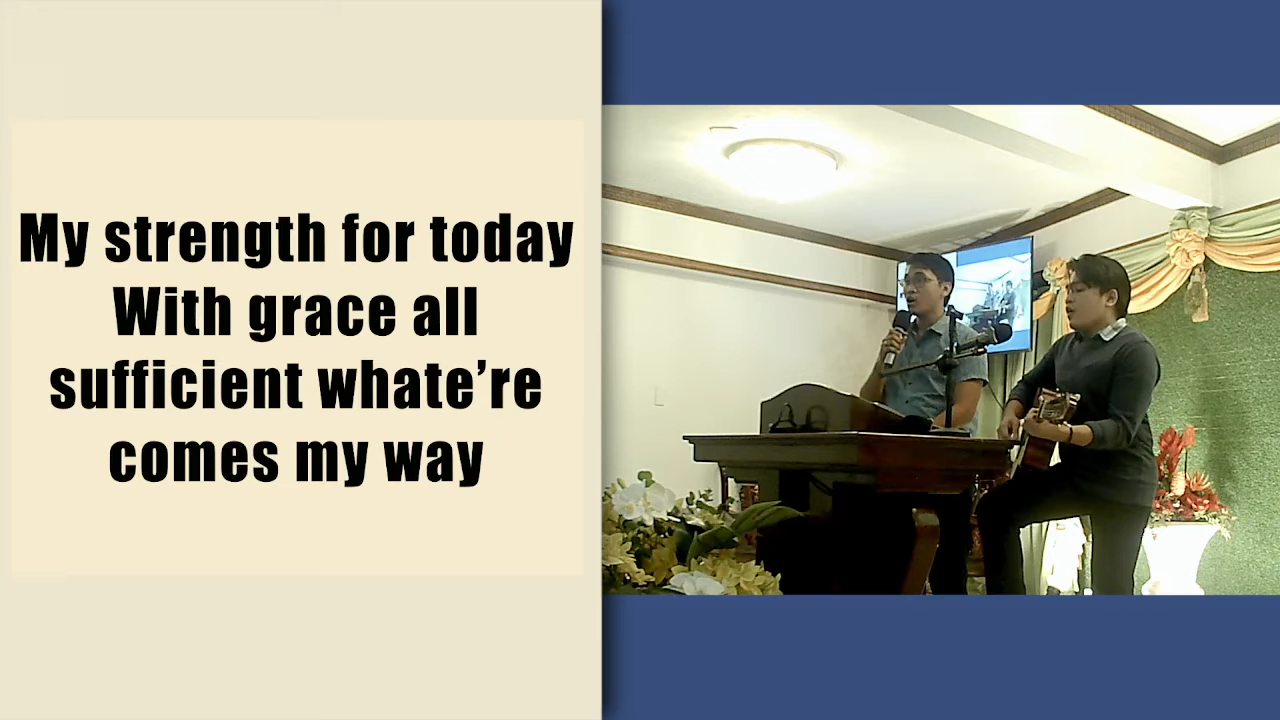 My strength for today
With grace all
sufficient whate’re
comes my way